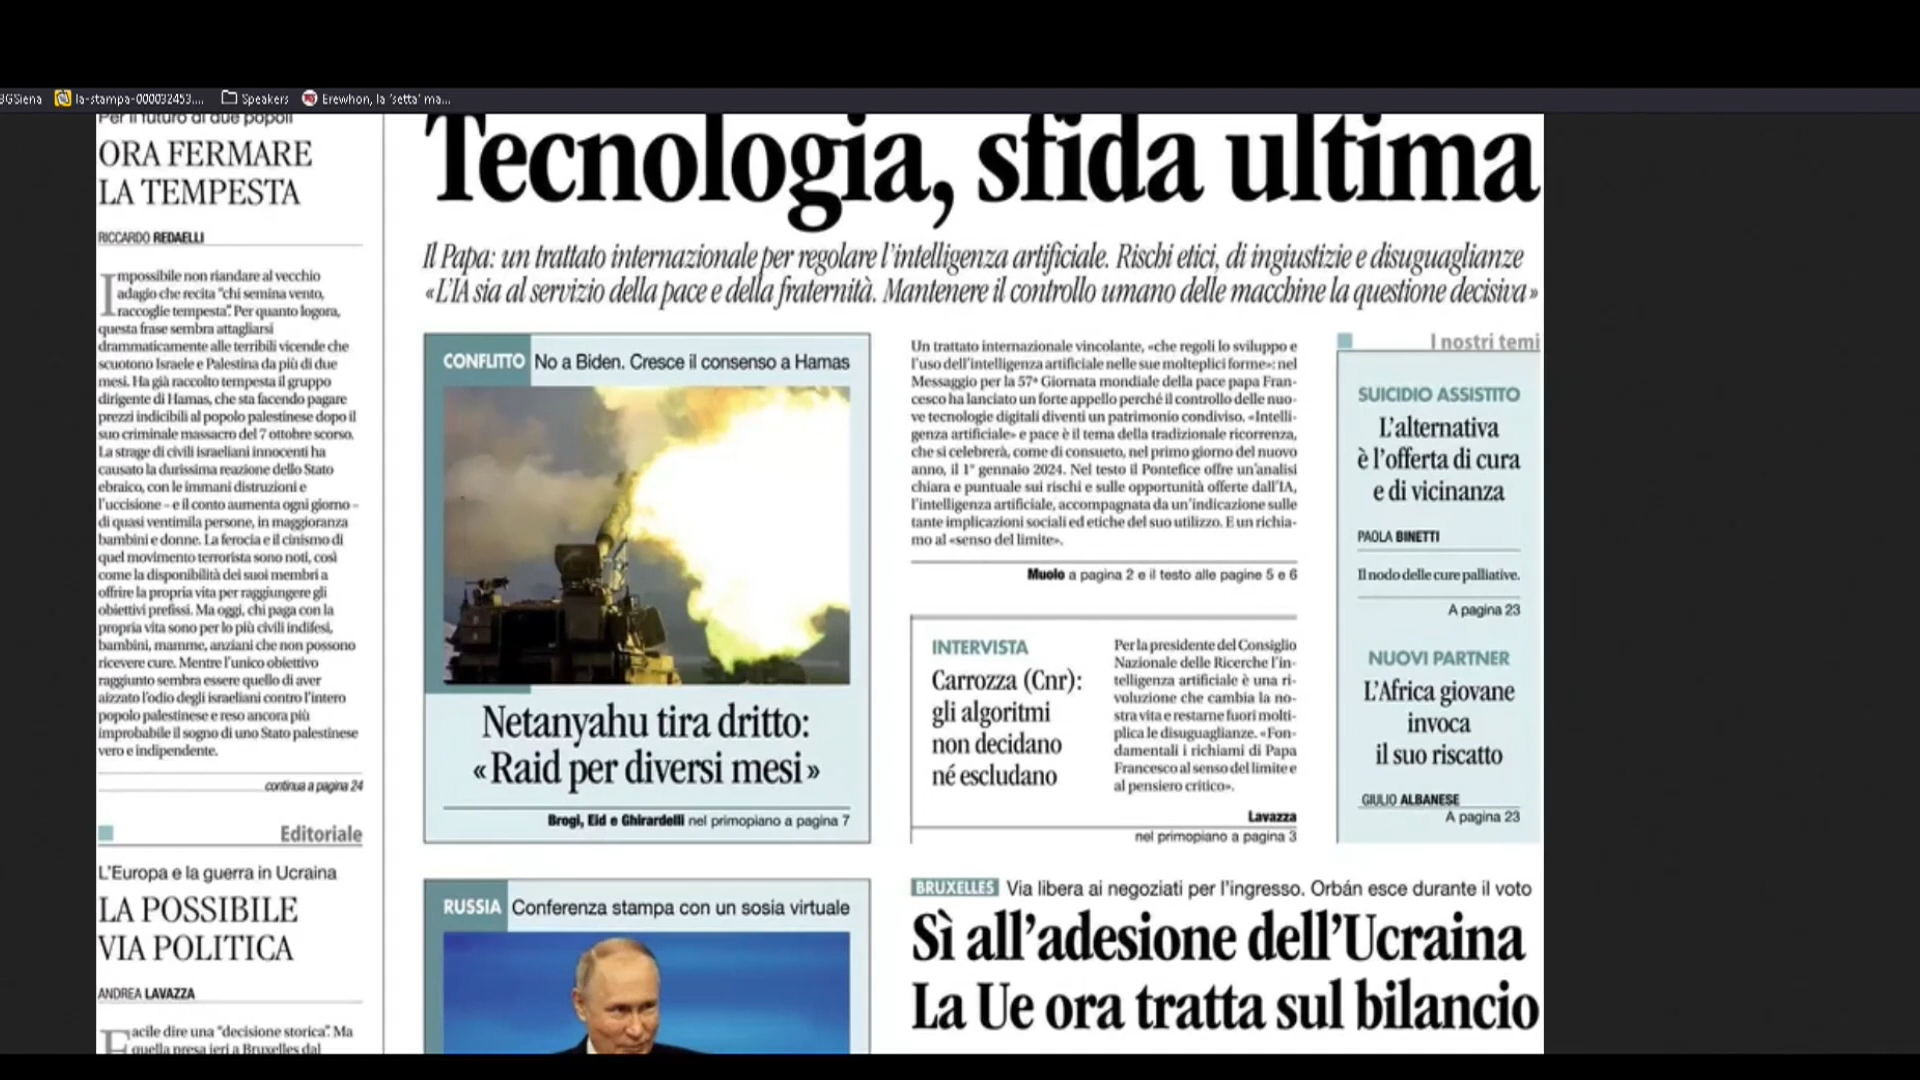 BGSiena
la-stampa-000032453....
Speakers
Erewhon, la 'setta' ma...
Per il futuro di due popoli
ORA FERMARE
LA TEMPESTA
RICCARDO REDAELLI
Impossibile non riandare al vecchio
adagio che recita "chi semina vento,
raccoglie tempesta". Per quanto logora,
questa frase sembra attagliarsi
drammaticamente alle terribili vicende che
scuotono Israele e Palestina da più di due
mesi. Ha già raccolto tempesta il gruppo
dirigente di Hamas, che sta facendo pagare
prezzi indicibili al popolo palestinese dopo il
suo criminale massacro del 7 ottobre scorso.
La strage di civili israeliani innocenti ha
causato la durissima reazione dello Stato
ebraico, con le immani distruzioni e
l'uccisione – e il conto aumenta ogni giorno –
di quasi ventimila persone, in maggioranza
bambini e donne. La ferocia e il cinismo di
quel movimento terrorista sono noti, così
come la disponibilità dei suoi membri a
offrire la propria vita per raggiungere gli
obiettivi prefissi. Ma oggi, chi paga con la
propria vita sono per lo più civili indifesi,
bambini, mamme, anziani che non possono
ricevere cure. Mentre l'unico obiettivo
raggiunto sembra essere quello di aver
aizzato l'odio degli israeliani contro l'intero
popolo palestinese e reso ancora più
improbabile il sogno di uno Stato palestinese
vero e indipendente.
continua a pagina 24
Editoriale
L'Europa e la guerra in Ucraina
LA POSSIBILE
VIA POLITICA
ANDREA LAVAZZA
Facile dire una "decisione storica". Ma
quella presa ieri a Bruxelles dal
Tecnologia, sfida ultima
Il Papa: un trattato internazionale per regolare l'intelligenza artificiale. Rischi etici, di ingiustizie e disuguaglianze
«L'IA sia al servizio della pace e della fraternità. Mantenere il controllo umano delle macchine la questione decisiva»
CONFLITTO No a Biden. Cresce il consenso a Hamas
Netanyahu tira dritto:
«Raid per diversi mesi»
Brogi, Eid e Ghirardelli nel primopiano a pagina 7
RUSSIA Conferenza stampa con un sosia virtuale
Un trattato internazionale vincolante, «che regoli lo sviluppo e
l'uso dell'intelligenza artificiale nelle sue molteplici forme»: nel
Messaggio per la 57ª Giornata mondiale della pace papa Fran-
cesco ha lanciato un forte appello perché il controllo delle nuo-
ve tecnologie digitali diventi un patrimonio condiviso. «Intelli-
genza artificiale» e pace è il tema della tradizionale ricorrenza,
che si celebrerà, come di consueto, nel primo giorno del nuovo
anno, il 1° gennaio 2024. Nel testo il Pontefice offre un'analisi
chiara e puntuale sui rischi e sulle opportunità offerte dall'IA,
l'intelligenza artificiale, accompagnata da un'indicazione sulle
tante implicazioni sociali ed etiche del suo utilizzo. E un richia-
mo al «senso del limite».
Muolo a pagina 2 e il testo alle pagine 5 e 6
INTERVISTA
Carrozza (Cnr):
gli algoritmi
non decidano
né escludano
Per la presidente del Consiglio
Nazionale delle Ricerche l'in-
telligenza artificiale è una ri-
voluzione che cambia la no-
stra vita e restarne fuori molti-
plica le disuguaglianze. «Fon-
damentali i richiami di Papa
Francesco al senso del limite e
al pensiero critico».
Lavazza
nel primopiano a pagina 3
I nostri temi
SUICIDIO ASSISTITO
L'alternativa
è l'offerta di cura
e di vicinanza
PAOLA BINETTI
Il nodo delle cure palliative.
A pagina 23
NUOVI PARTNER
L'Africa giovane
invoca
il suo riscatto
GIULIO ALBANESE
A pagina 23
BRUXELLES Via libera ai negoziati per l'ingresso. Orbán esce durante il voto
Sì all'adesione dell'Ucraina
La Ue ora tratta sul bilancio